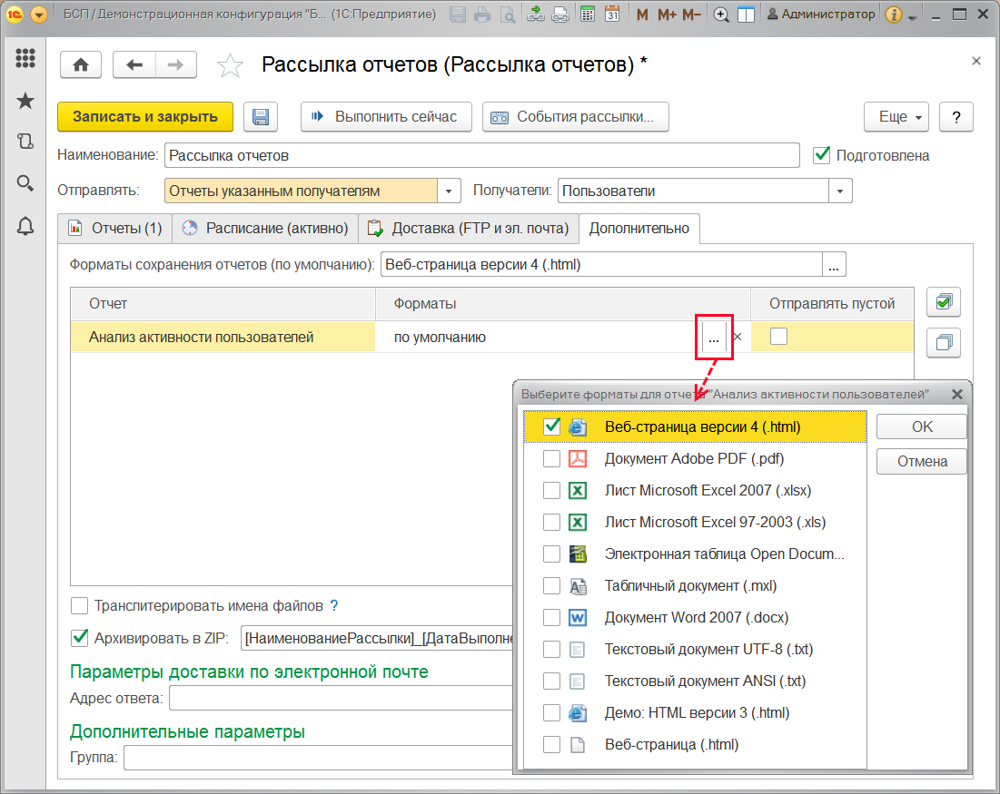 БСП / Демонстрационная конфигурация "Б... (1С:Предприятие)
M M+ M-
31
Администратор
Рассылка отчетов (Рассылка отчетов) *
Записать и закрыть
Выполнить сейчас
События рассылки...
Еще
?
Наименование: Рассылка отчетов
Подготовлена
Отправлять: Отчеты указанным получателям
Получатели: Пользователи
Отчеты (1)
Расписание (активно)
Доставка (FTP и эл. почта)
Дополнительно
Форматы сохранения отчетов (по умолчанию): Веб-страница версии 4 (.html) ...
Отчет Форматы Отправлять пустой
Анализ активности пользователей по умолчанию ... ×
Выберите форматы для отчета "Анализ активности пользователей"
Веб-страница версии 4 (.html)
Документ Adobe PDF (.pdf)
Лист Microsoft Excel 2007 (.xlsx)
Лист Microsoft Excel 97-2003 (.xls)
Электронная таблица Open Docum...
Табличный документ (.mxl)
Документ Word 2007 (.docx)
Текстовый документ UTF-8 (.txt)
Текстовый документ ANSI (.txt)
Демо: HTML версии 3 (.html)
Веб-страница (.html)
OK
Отмена
Транслитерировать имена файлов ?
Архивировать в ZIP: [НаименованиеРассылки]_[ДатаВыполне
Параметры доставки по электронной почте
Адрес ответа:
Дополнительные параметры
Группа: